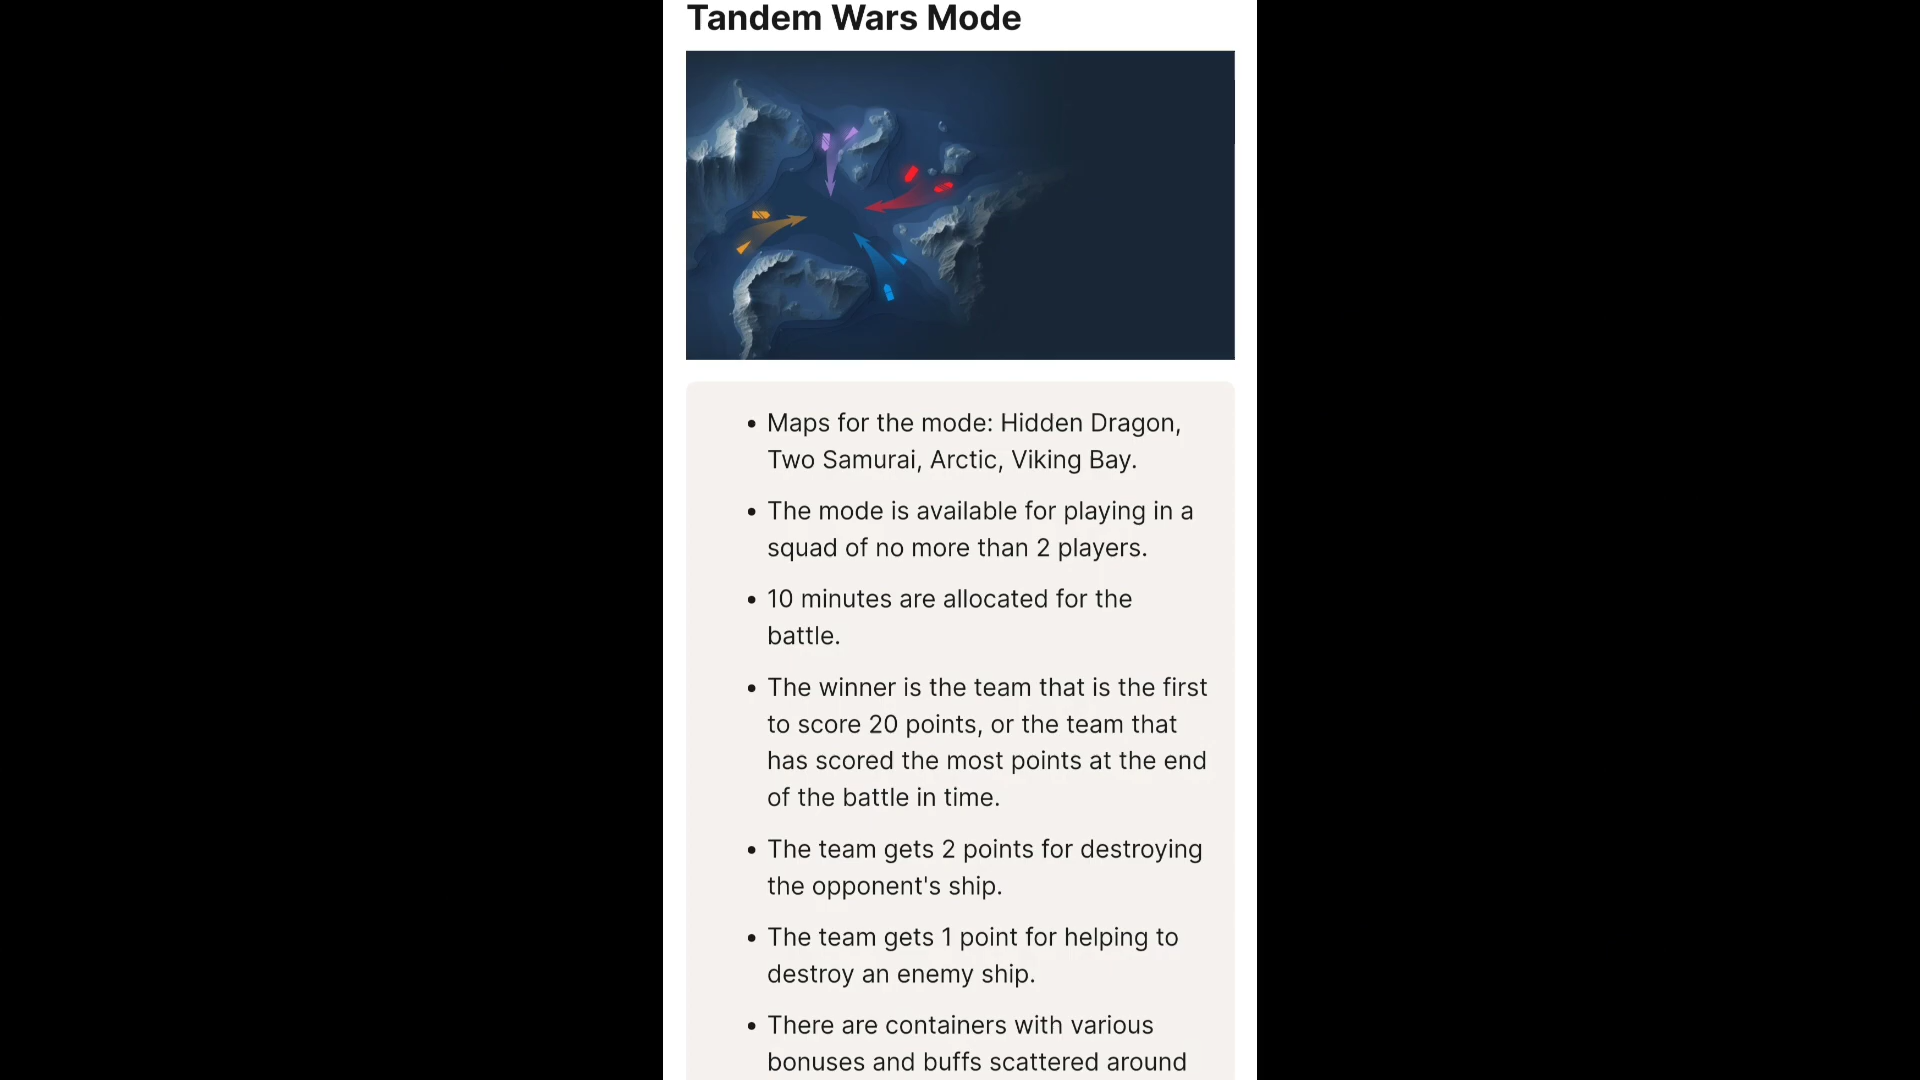 Tandem Wars Mode
• Maps for the mode: Hidden Dragon,
Two Samurai, Arctic, Viking Bay.
• The mode is available for playing in a
squad of no more than 2 players.
• 10 minutes are allocated for the
battle.
• The winner is the team that is the first
to score 20 points, or the team that
has scored the most points at the end
of the battle in time.
• The team gets 2 points for destroying
the opponent's ship.
• The team gets 1 point for helping to
destroy an enemy ship.
• There are containers with various
bonuses and buffs scattered around